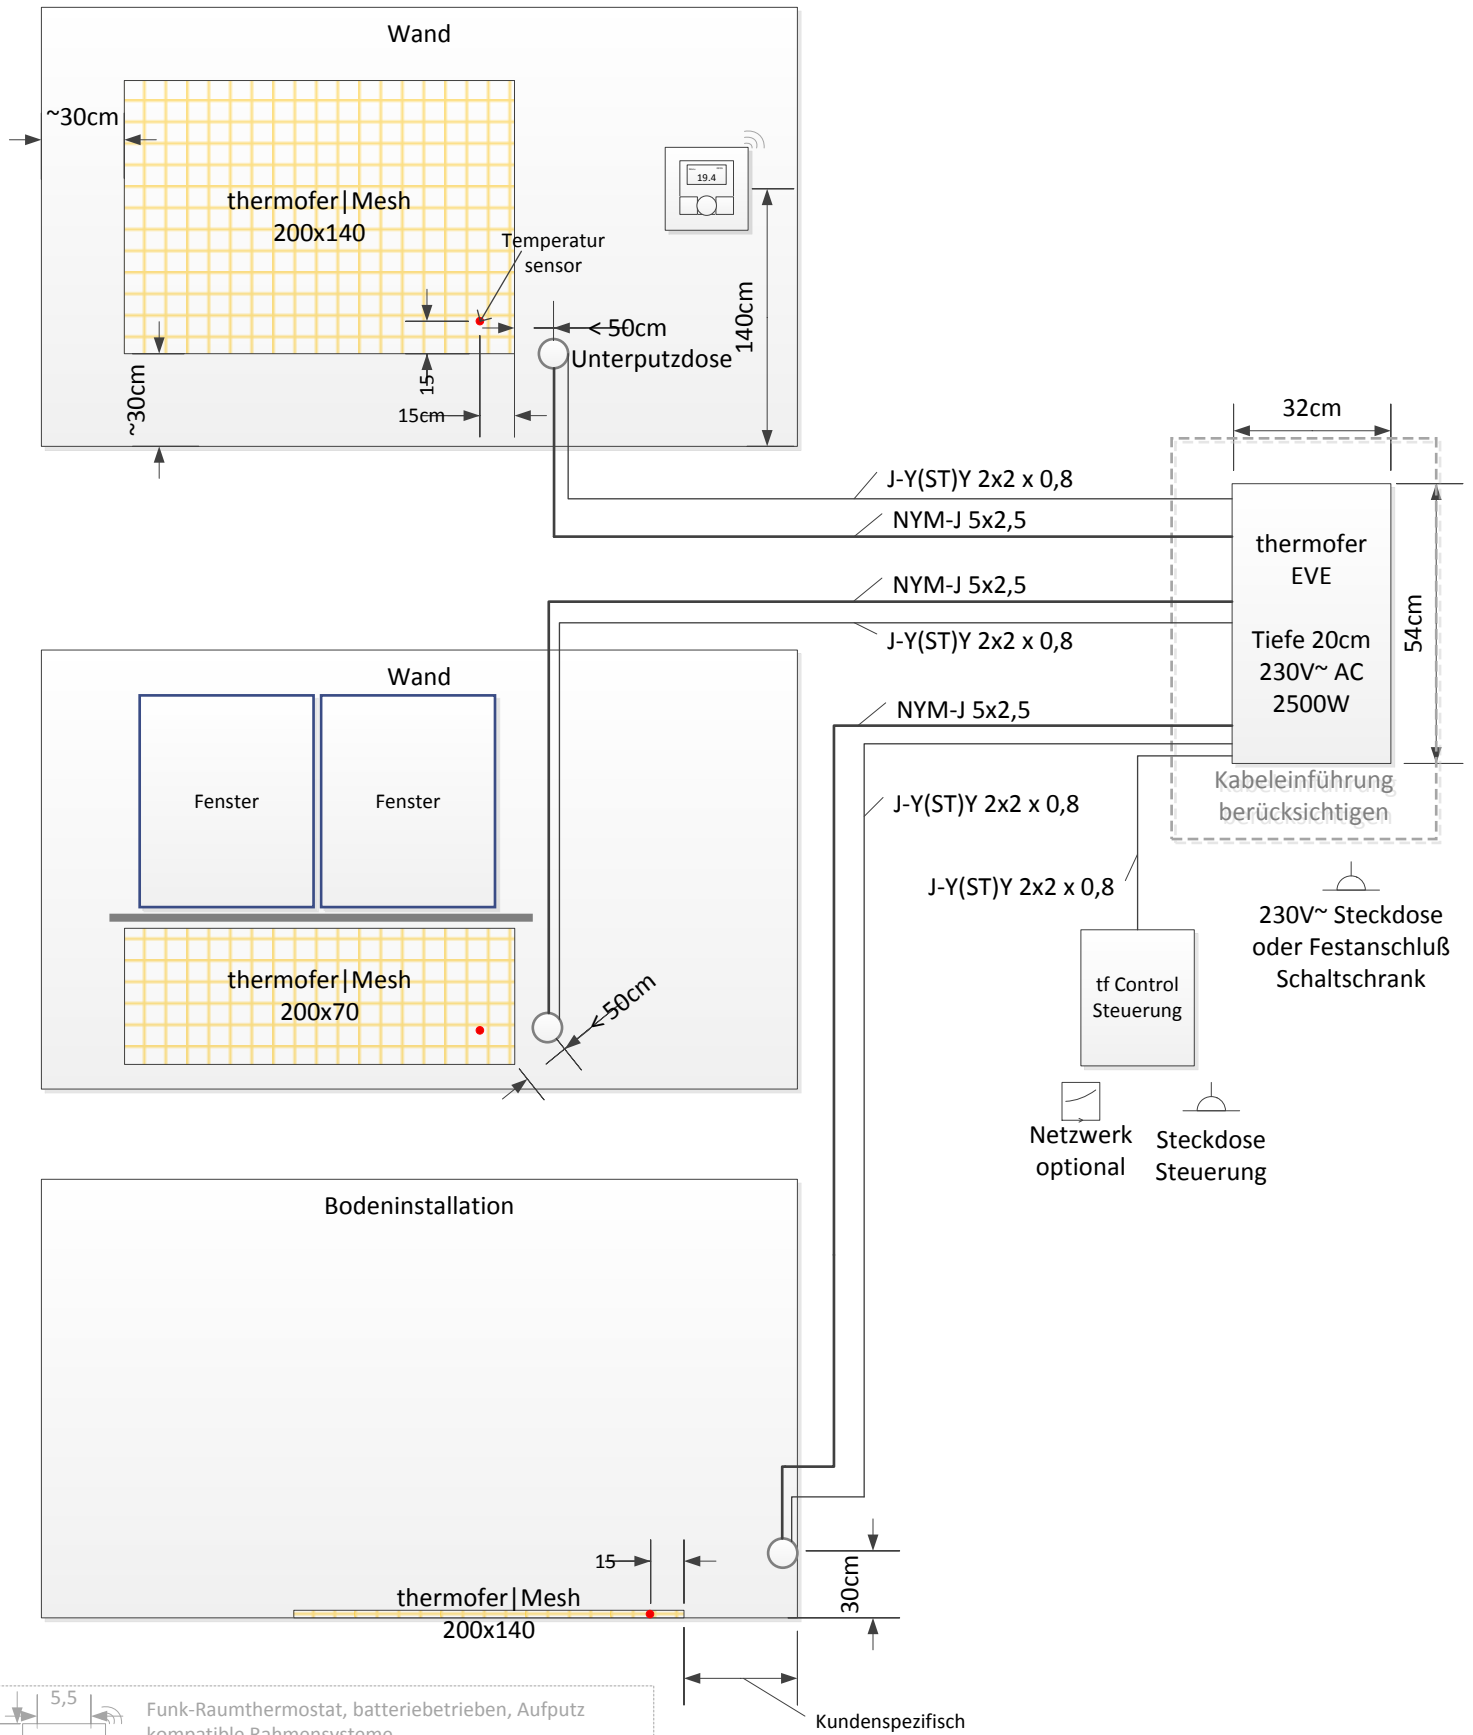 Wand
~30cm
thermofer|Mesh
200x140
19.4
Temperatur
sensor
< 50cm
Unterputzdose
140cm
15
15cm
~30cm
32cm
J-Y(ST)Y 2x2 x 0,8
NYM-J 5x2,5
thermofer
EVE
Tiefe 20cm
230V~ AC
2500W
54cm
NYM-J 5x2,5
J-Y(ST)Y 2x2 x 0,8
NYM-J 5x2,5
J-Y(ST)Y 2x2 x 0,8
Kabeleinführung
berücksichtigen
J-Y(ST)Y 2x2 x 0,8
230V~ Steckdose
oder Festanschluß
Schaltschrank
tf Control
Steuerung
Netzwerk
optional
Steckdose
Steuerung
Wand
Fenster
Fenster
thermofer|Mesh
200x70
< 50cm
Bodeninstallation
15
thermofer|Mesh
200x140
30cm
Kundenspezifisch
5,5
Funk-Raumthermostat, batteriebetrieben, Aufputz
kompatible Rahmensysteme